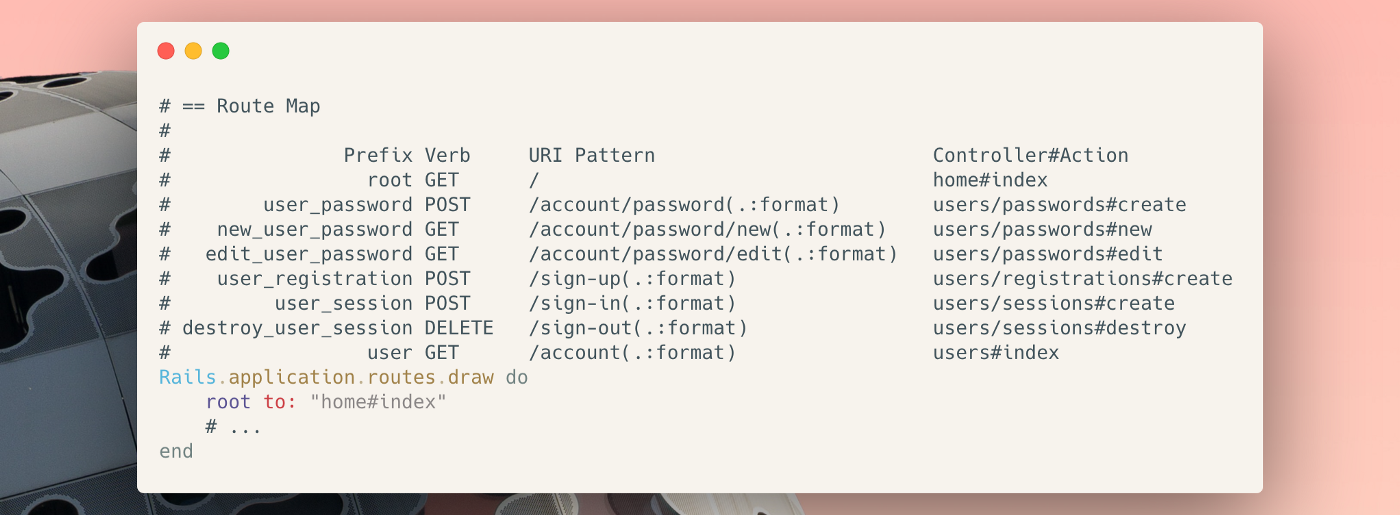 # == Route Map
#
#               Prefix Verb     URI Pattern                        Controller#Action
#                 root GET      /                                  home#index
#        user_password POST     /account/password(.:format)        users/passwords#create
#    new_user_password GET      /account/password/new(.:format)    users/passwords#new
#   edit_user_password GET      /account/password/edit(.:format)   users/passwords#edit
#    user_registration POST     /sign-up(.:format)                 users/registrations#create
#         user_session POST     /sign-in(.:format)                 users/sessions#create
# destroy_user_session DELETE   /sign-out(.:format)                users/sessions#destroy
#                 user GET      /account(.:format)                 users#index
Rails.application.routes.draw do
    root to: "home#index"
    # ...
end